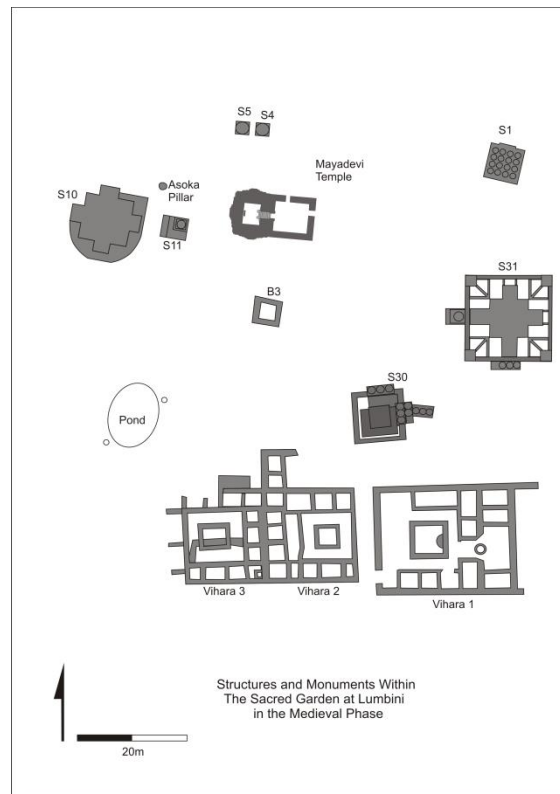 S5
S4
S1
Mayadevi
Temple
Asoka
Pillar
S10
S11
S31
B3
S30
Pond
Vihara 3
Vihara 2
Vihara 1
Structures and Monuments Within
The Sacred Garden at Lumbini
in the Medieval Phase
20m